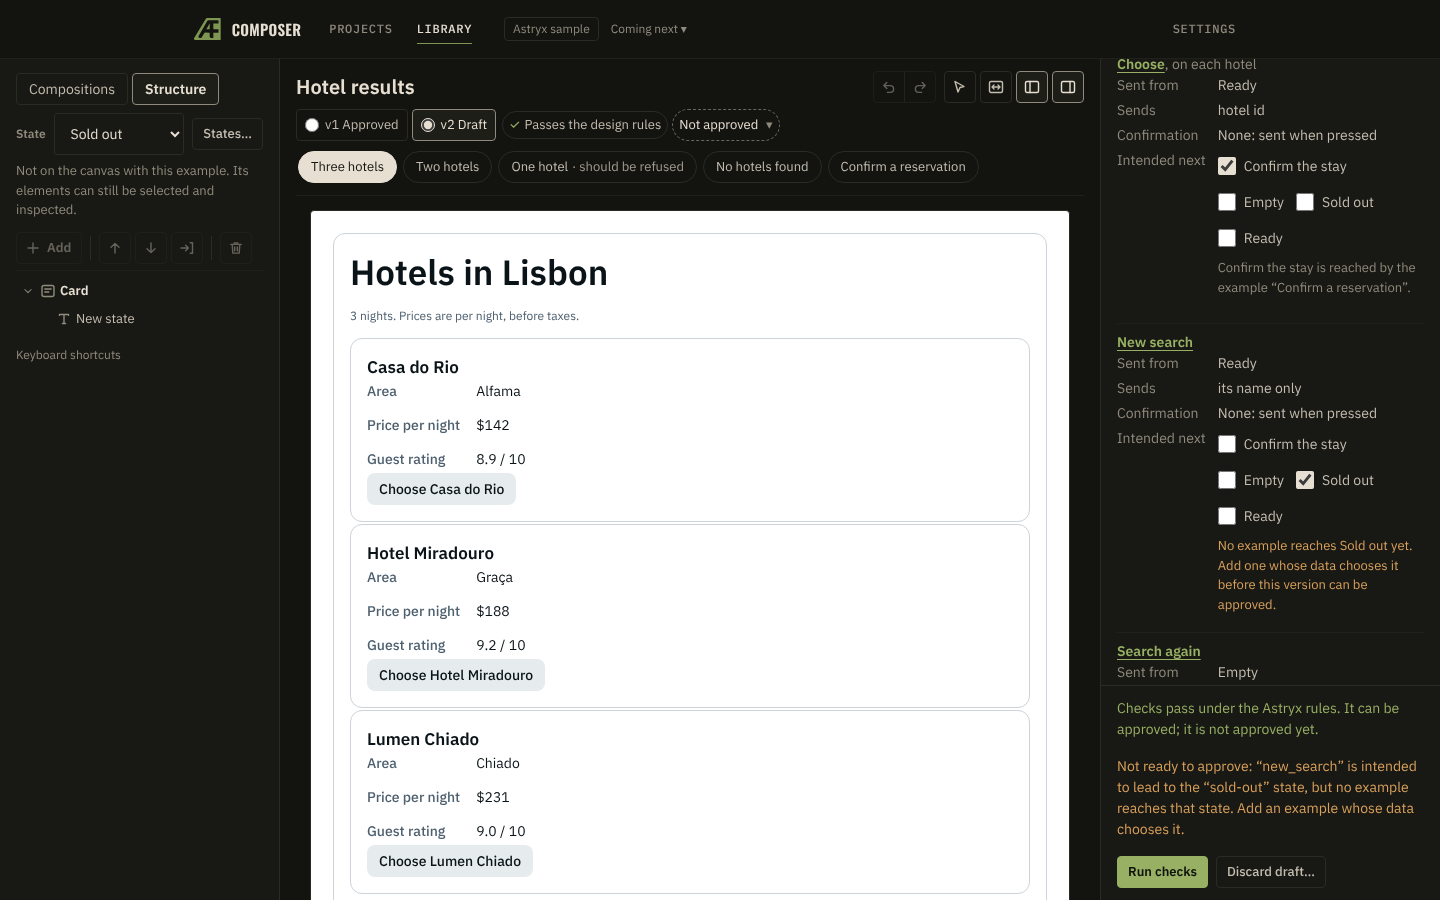 COMPOSER
PROJECTS
LIBRARY
Astryx sample
Coming next ▾
SETTINGS
Compositions
Structure
State
Sold out
States...
Not on the canvas with this example. Its
elements can still be selected and
inspected.
Add
Card
New state
Keyboard shortcuts
Hotel results
v1 Approved
v2 Draft
Passes the design rules
Not approved ▾
Three hotels
Two hotels
One hotel · should be refused
No hotels found
Confirm a reservation
Hotels in Lisbon
3 nights. Prices are per night, before taxes.
Casa do Rio
Area Alfama
Price per night $142
Guest rating 8.9 / 10
Choose Casa do Rio
Hotel Miradouro
Area Graça
Price per night $188
Guest rating 9.2 / 10
Choose Hotel Miradouro
Lumen Chiado
Area Chiado
Price per night $231
Guest rating 9.0 / 10
Choose Lumen Chiado
Choose, on each hotel
Sent from Ready
Sends hotel id
Confirmation None: sent when pressed
Intended next Confirm the stay
Empty Sold out
Ready
Confirm the stay is reached by the
example “Confirm a reservation”.
New search
Sent from Ready
Sends its name only
Confirmation None: sent when pressed
Intended next Confirm the stay
Empty Sold out
Ready
No example reaches Sold out yet.
Add one whose data chooses it
before this version can be
approved.
Search again
Sent from Empty
Checks pass under the Astryx rules. It can be
approved; it is not approved yet.
Not ready to approve: “new_search” is intended
to lead to the “sold-out” state, but no example
reaches that state. Add an example whose data
chooses it.
Run checks
Discard draft...